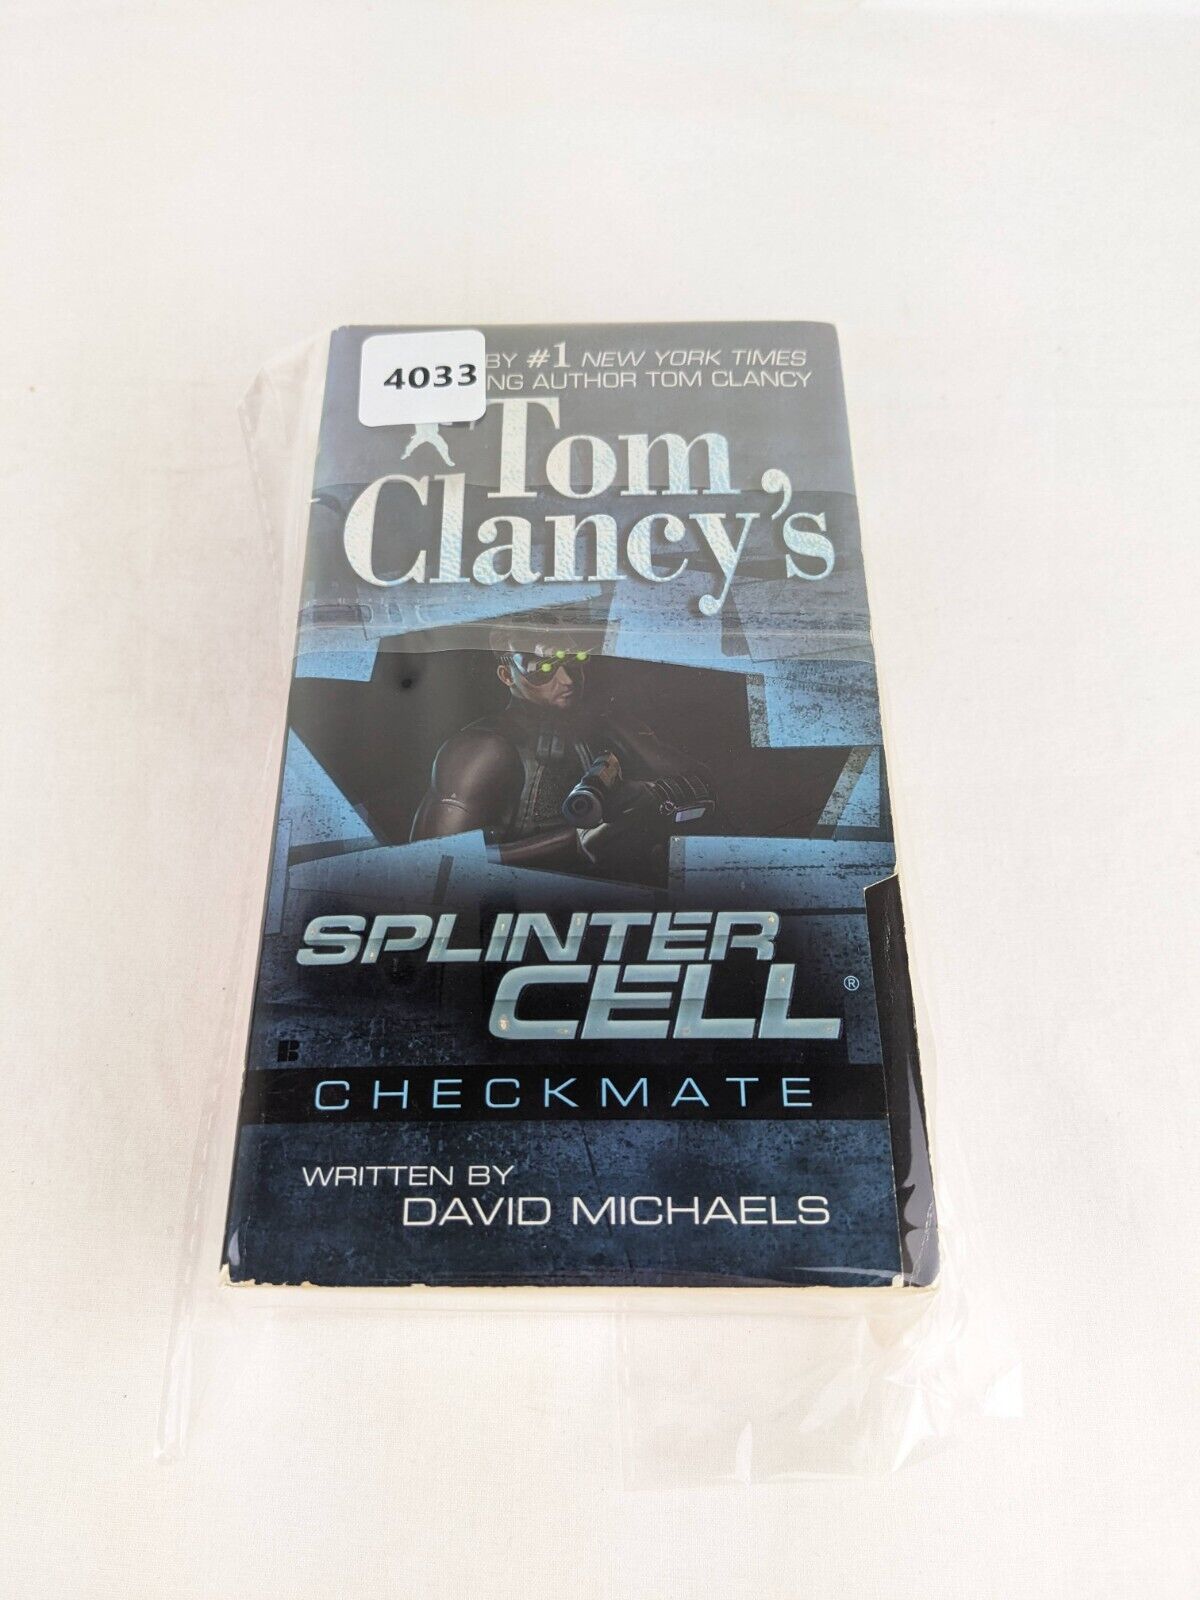 4033
BY #1 NEW YORK TIMES
NG AUTHOR TOM CLANCY
Tom
Clancy's
SPLINTER
CELL®
B
CHECKMATE
WRITTEN BY
DAVID MICHAELS